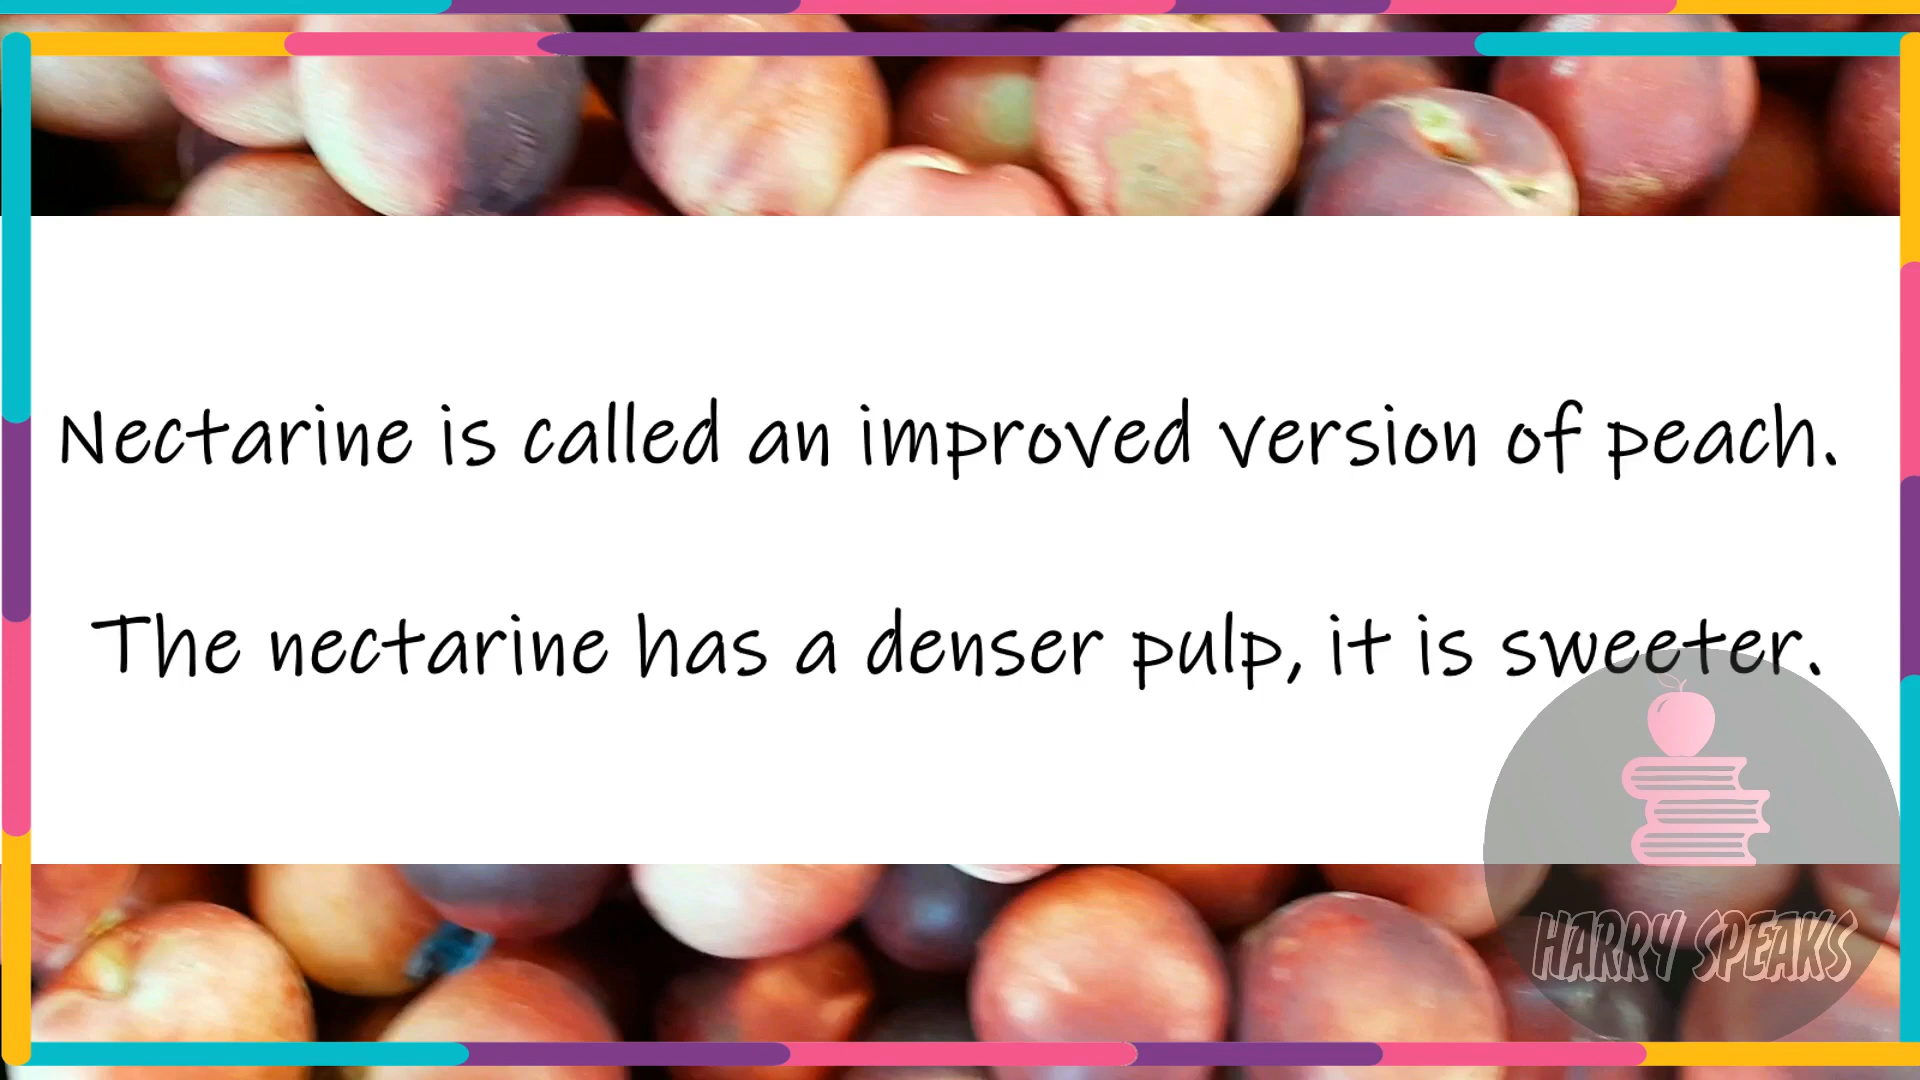 Nectarine is called an improved version of peach.
The nectarine has a denser pulp, it is sweeter.
HARRY SPEAKS